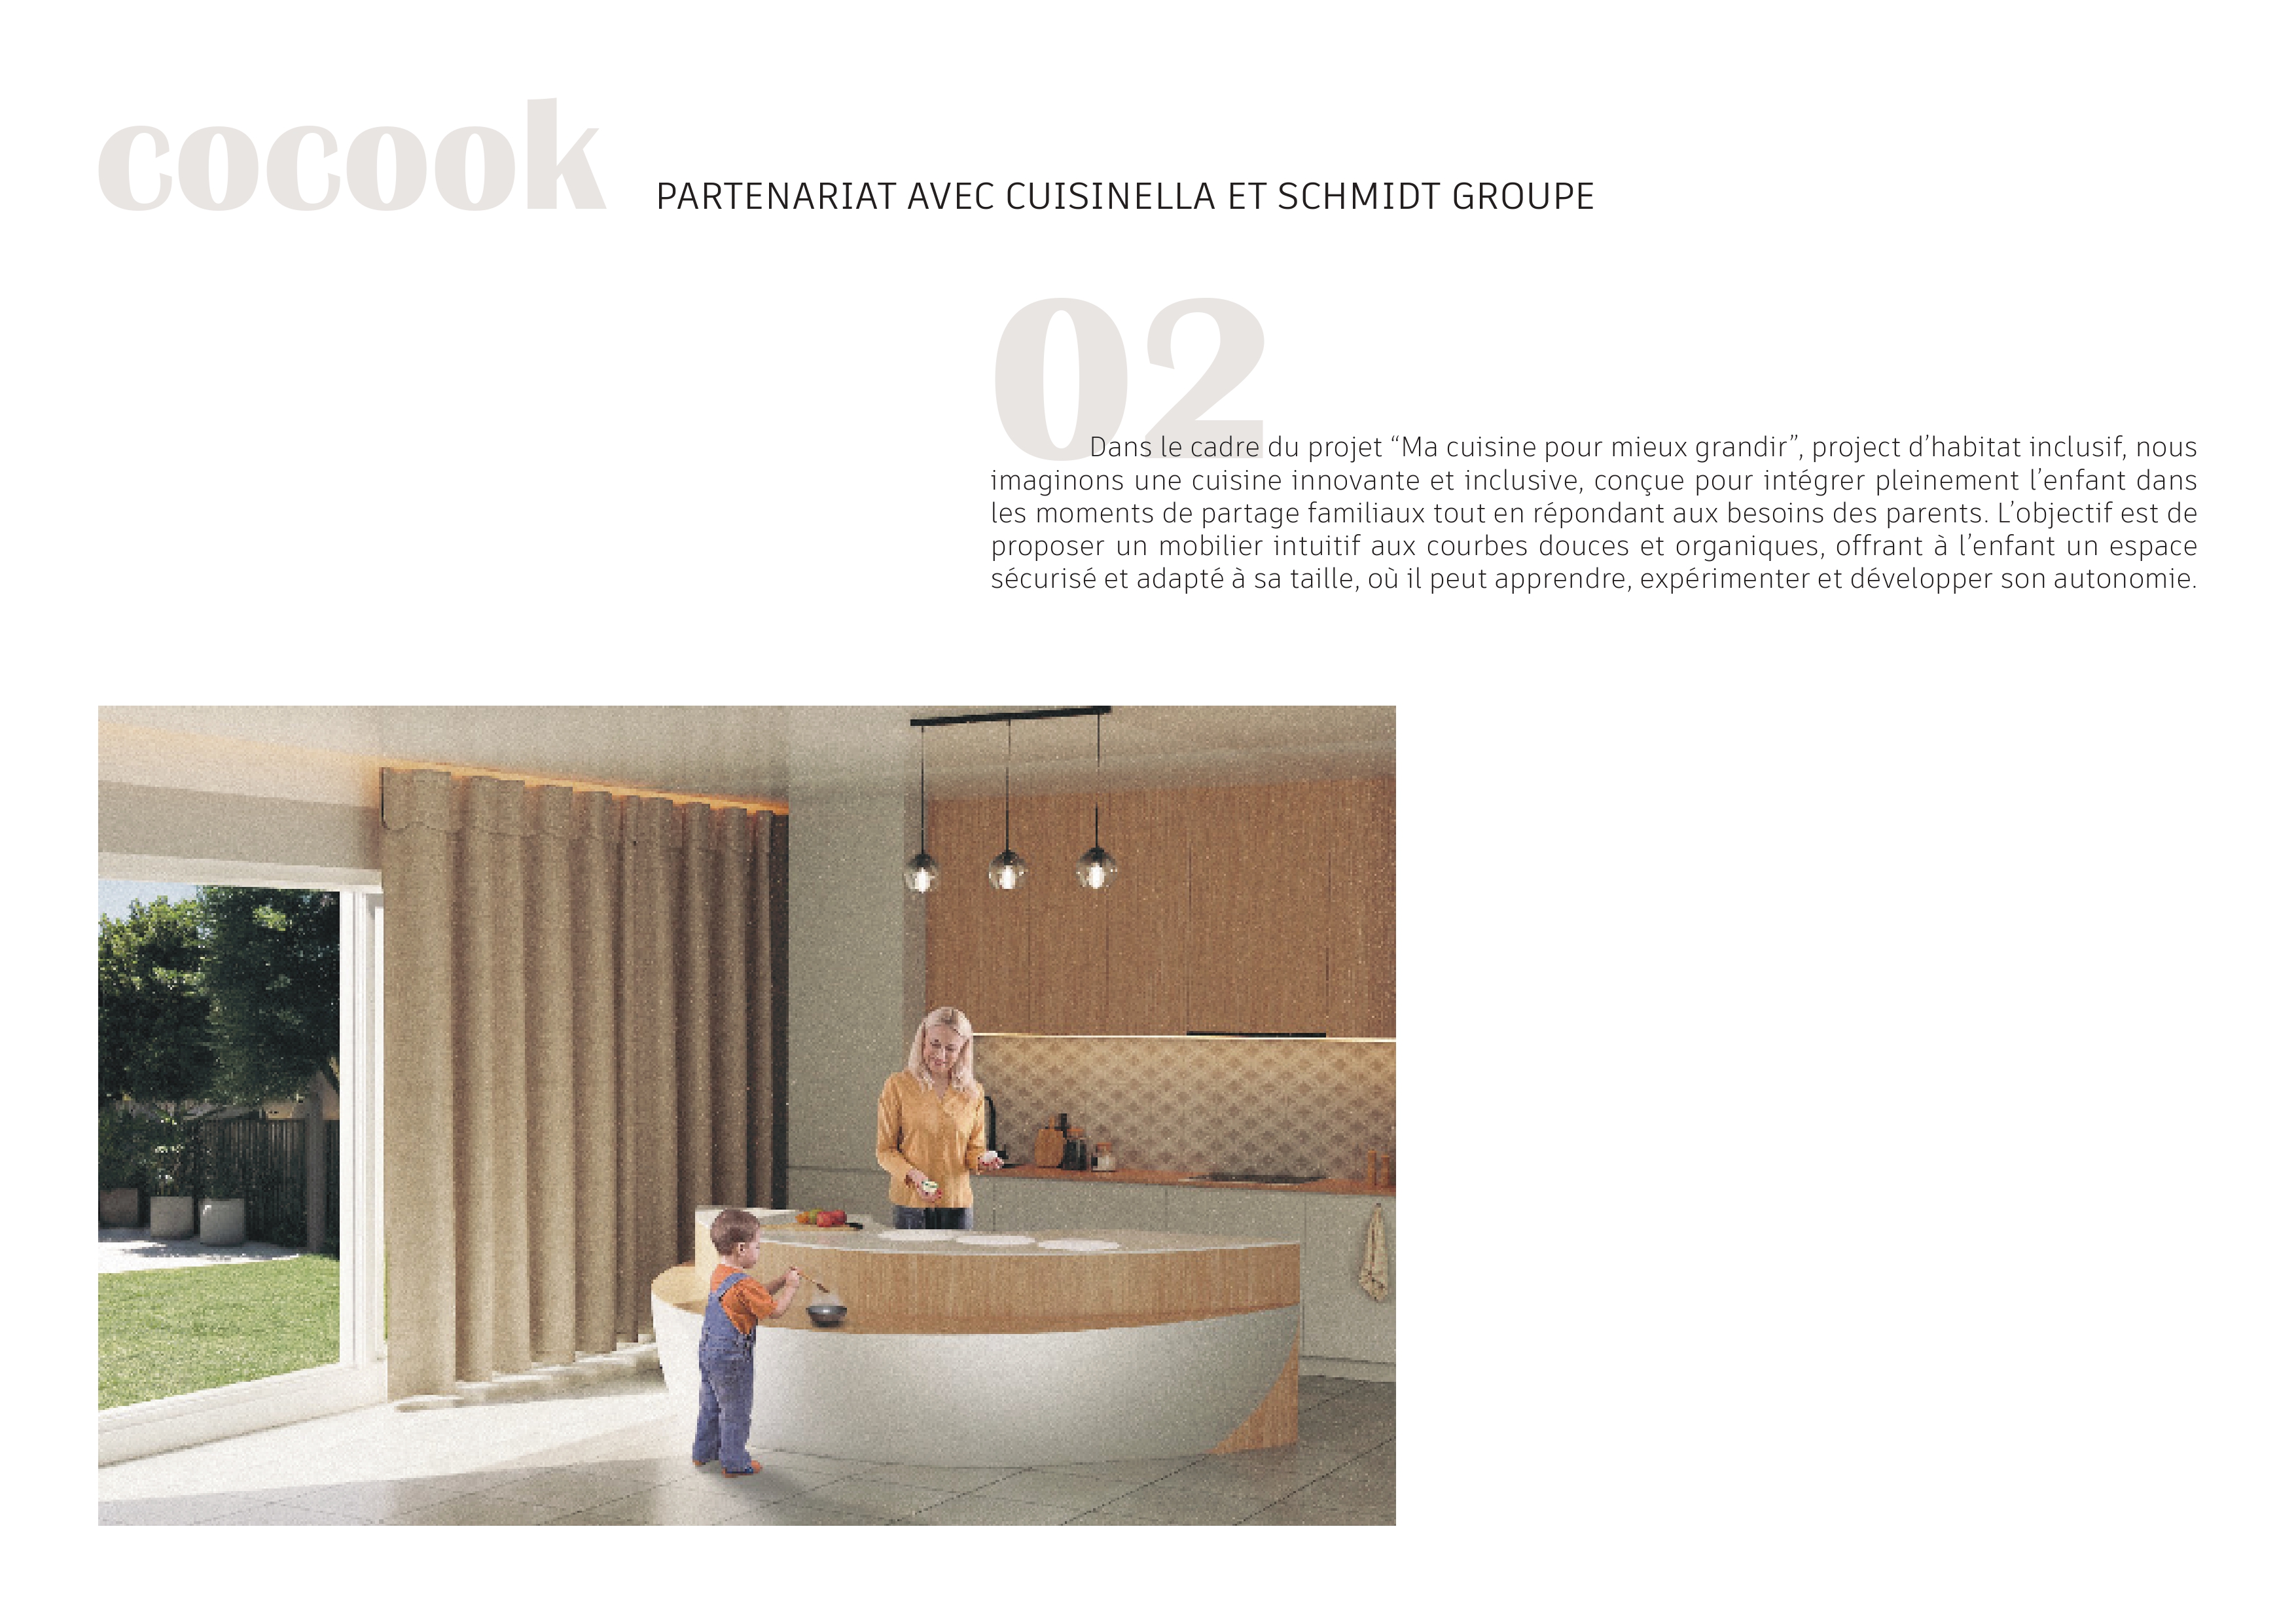 cocook
PARTENARIAT AVEC CUISINELLA ET SCHMIDT GROUPE
02
Dans le cadre du projet “Ma cuisine pour mieux grandir”, project d’habitat inclusif, nous
imaginons une cuisine innovante et inclusive, conçue pour intégrer pleinement l’enfant dans
les moments de partage familiaux tout en répondant aux besoins des parents. L’objectif est de
proposer un mobilier intuitif aux courbes douces et organiques, offrant à l’enfant un espace
sécurisé et adapté à sa taille, où il peut apprendre, expérimenter et développer son autonomie.